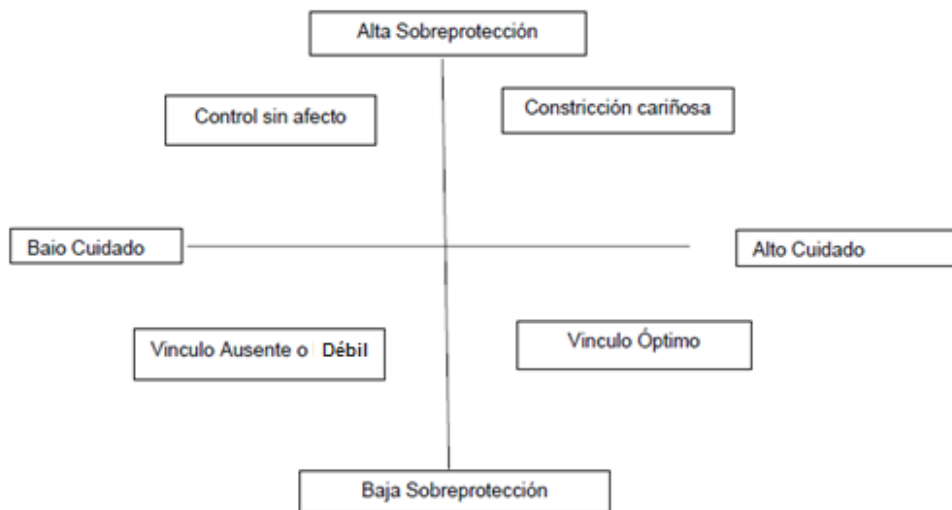 Alta Sobreprotección
Control sin afecto
Constricción cariñosa
Baio Cuidado
Alto Cuidado
Vinculo Ausente o Débil
Vinculo Óptimo
Baja Sobreprotección